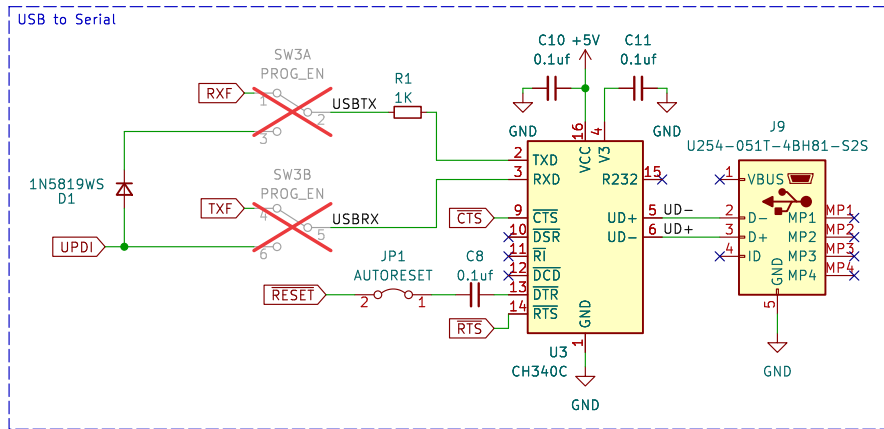 USB to Serial
SW3A
PROG_EN
RXF
1
2
3
USBTX
R1
1K
C10
0.1uf
+5V
C11
0.1uf
GND
GND
1N5819WS
D1
SW3B
PROG_EN
TXF
4
5
6
USBRX
UPDI
JP1
AUTORESET
RESET
2
1
C8
0.1uf
CTS
RTS
16
VCC
4
V3
2
TXD
3
RXD
9
CTS
10
DSR
11
RI
12
DCD
13
DTR
14
RTS
15
R232
5
UD+
UD-
6
UD-
UD+
GND
1
U3
CH340C
GND
J9
U254-051T-4BH81-S2S
1
VBUS
2
D-
3
D+
4
ID
MP1
MP1
MP2
MP2
MP3
MP3
MP4
MP4
GND
5
GND